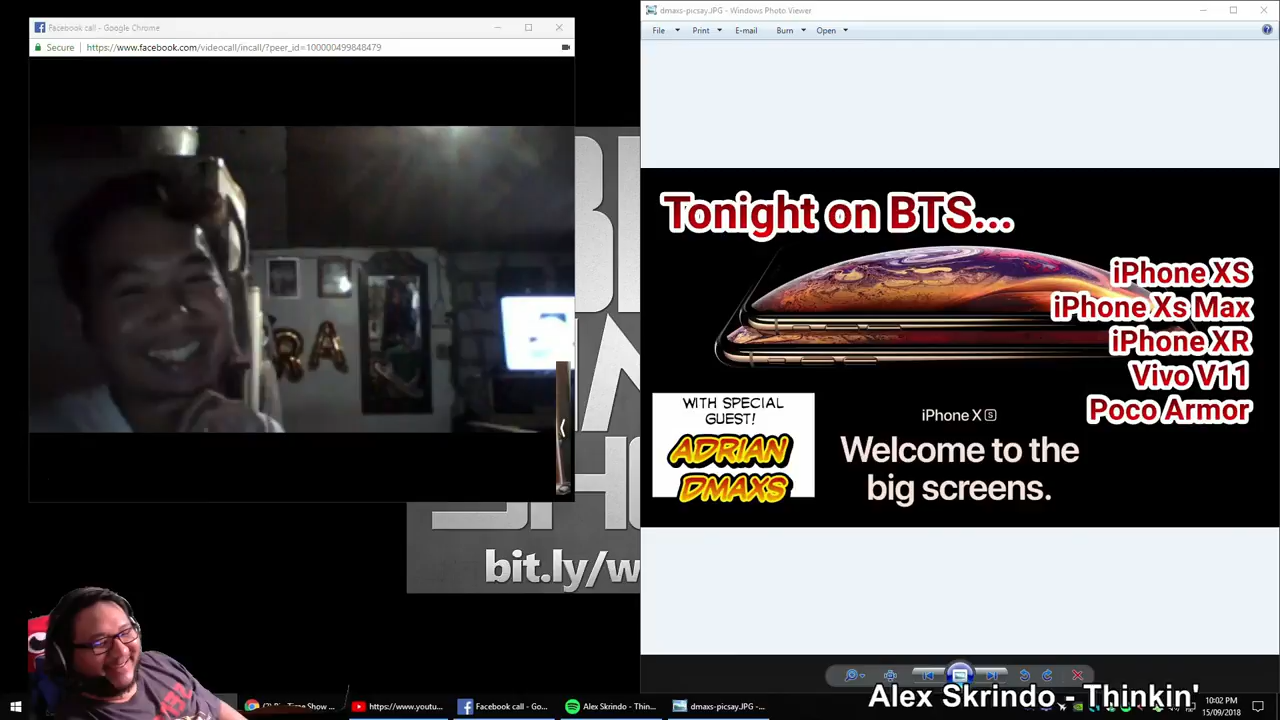 Facebook call - Google Chrome
Secure
https://www.facebook.com/videocall/incall/?peer_id=100000499848479
RA
bit.ly/w
dmaxs-picsay.JPG - Windows Photo Viewer
File
Print
E-mail
Burn
Open
Tonight on BTS...
iPhone XS
iPhone Xs Max
iPhone XR
Vivo V11
Poco Armor
WITH SPECIAL
GUEST!
ADRIAN
DMAXS
iPhone XS
Welcome to the
big screens.
Alex Skrindo - Thinkin'
https://www.youtu...
Facebook call - Go...
Alex Skrindo - Thin...
dmaxs-picsay.JPG -...
10:02 PM
15/09/2018